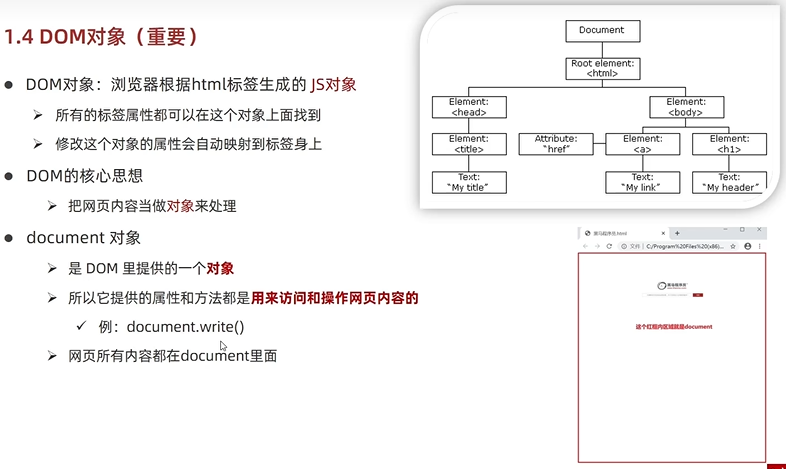 1.4 DOM对象（重要）
DOM对象：浏览器根据html标签生成的 JS对象
所有的标签属性都可以在这个对象上面找到
修改这个对象的属性会自动映射到标签身上
DOM的核心思想
把网页内容当做对象来处理
document 对象
是 DOM 里提供的一个对象
所以它提供的属性和方法都是用来访问和操作网页内容的
例：document.write()
网页所有内容都在document里面
Document
Root element:
<html>
Element:
<head>
Element:
<body>
Element:
<title>
Attribute:
"href"
Element:
<a>
Element:
<h1>
Text:
"My title"
Text:
"My link"
Text:
"My header"
黑马程序员.html
文件 | C:/Program%20Files%20(x86)...
黑马程序员
这个红框内区域就是document